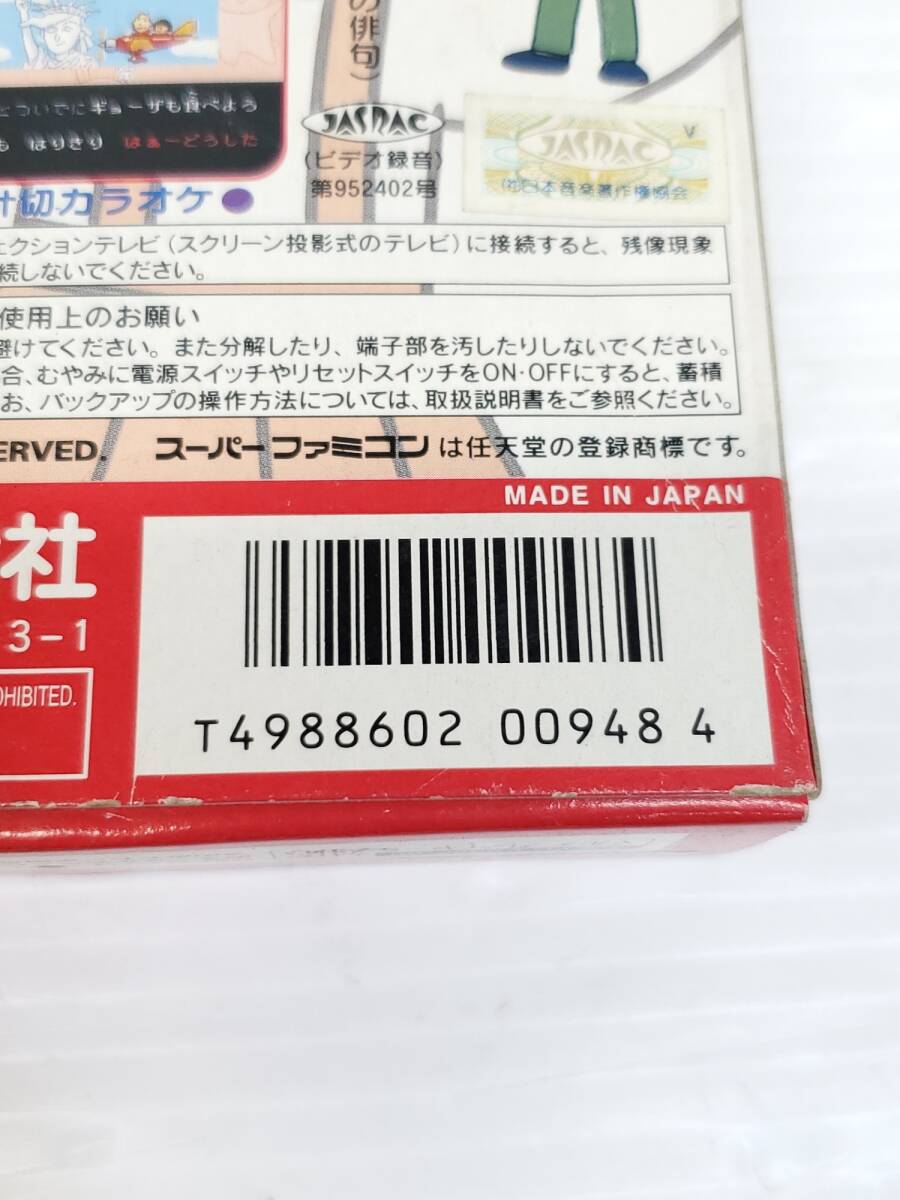 の俳句)
とついでにギョーザも食べよう
も はりきり はぁーどうした
JASRAC
(ビデオ録音)
第952402号
JASRAC
V
(社)日本音楽著作権協会
切カラオケ●
ェクションテレビ(スクリーン投影式のテレビ)に接続すると、残像現象
続しないでください。
使用上のお願い
避けてください。また分解したり、端子部を汚したりしないでください。
合、むやみに電源スイッチやリセットスイッチをON・OFFにすると、蓄積
お、バックアップの操作方法については、取扱説明書をご参照ください。
ERVED.
スーパーファミコンは任天堂の登録商標です。
MADE IN JAPAN
社
3-1
OHIBITED.
T4988602 00948 4